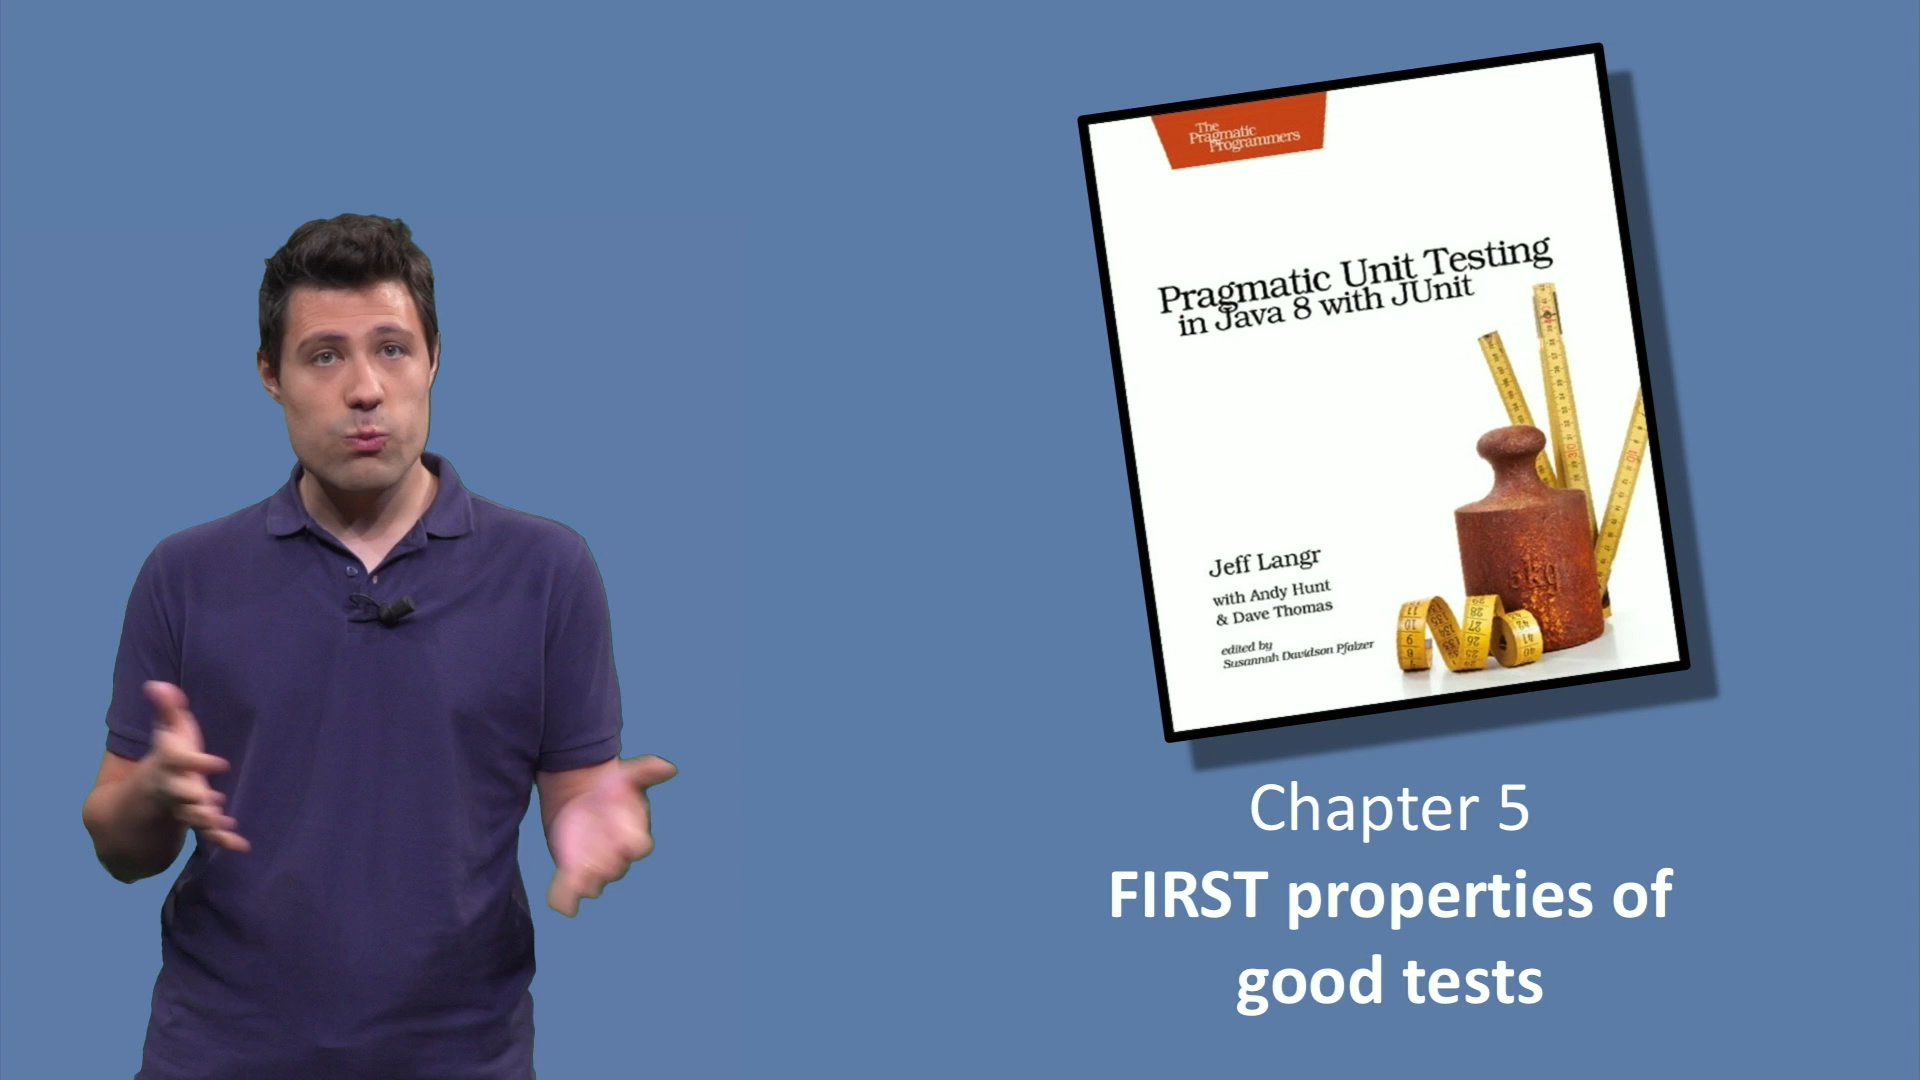 The
Pragmatic
Programmers
Pragmatic Unit Testing
in Java 8 with JUnit
Jeff Langr
with Andy Hunt
& Dave Thomas
edited by
Susannah Davidson Pfalzer
Chapter 5
FIRST properties of
good tests